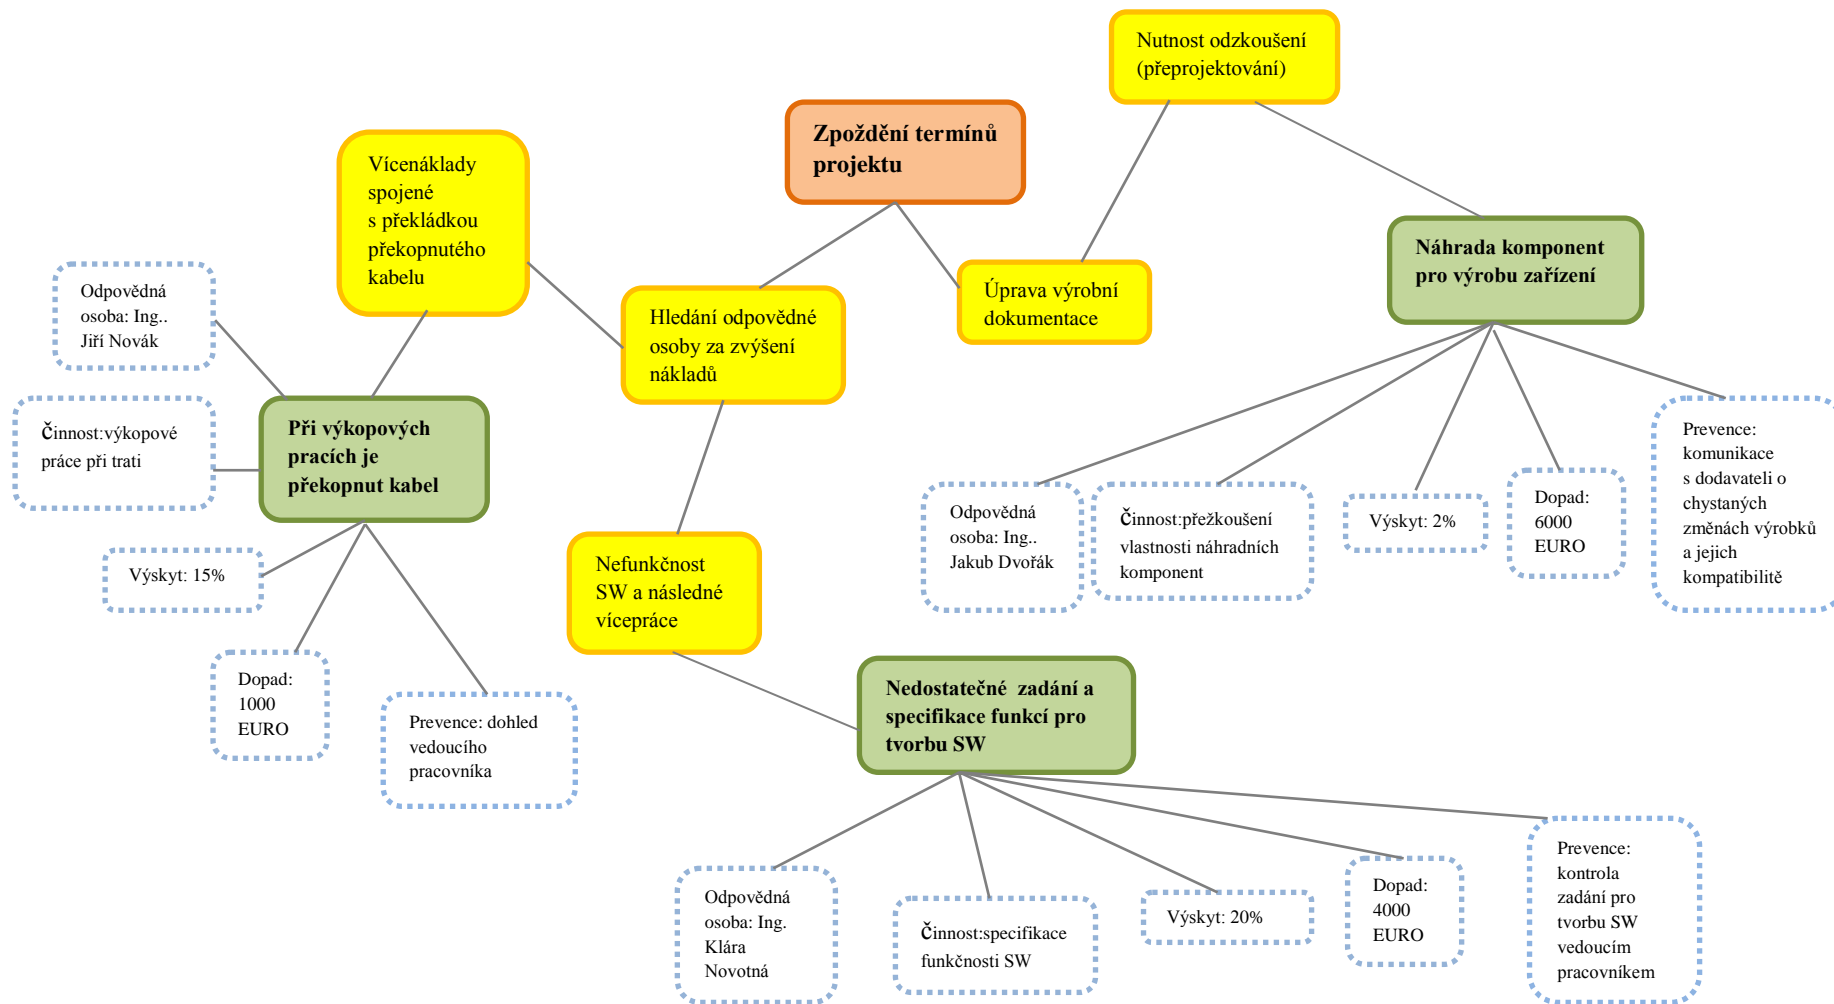 Nutnost odzkoušení
(přeprojektování)
Zpoždění termínů
projektu
Vícenáklady
spojené
s překládkou
překopnutého
kabelu
Náhrada komponent
pro výrobu zařízení
Odpovědná
osoba: Ing..
Jiří Novák
Hledání odpovědné
osoby za zvýšení
nákladů
Úprava výrobní
dokumentace
Činnost:výkopové
práce při trati
Při výkopových
pracích je
překopnut kabel
Odpovědná
osoba: Ing..
Jakub Dvořák
Činnost:přežkoušení
vlastnosti náhradních
komponent
Výskyt: 2%
Dopad:
6000
EURO
Prevence:
komunikace
s dodavateli o
chystaných
změnách výrobků
a jejich
kompatibilitě
Výskyt: 15%
Nefunkčnost
SW a následné
vícepráce
Dopad:
1000
EURO
Prevence: dohled
vedoucího
pracovníka
Nedostatečné  zadání a
specifikace funkcí pro
tvorbu SW
Odpovědná
osoba: Ing.
Klára
Novotná
Činnost:specifikace
funkčnosti SW
Výskyt: 20%
Dopad:
4000
EURO
Prevence:
kontrola
zadání pro
tvorbu SW
vedoucím
pracovníkem